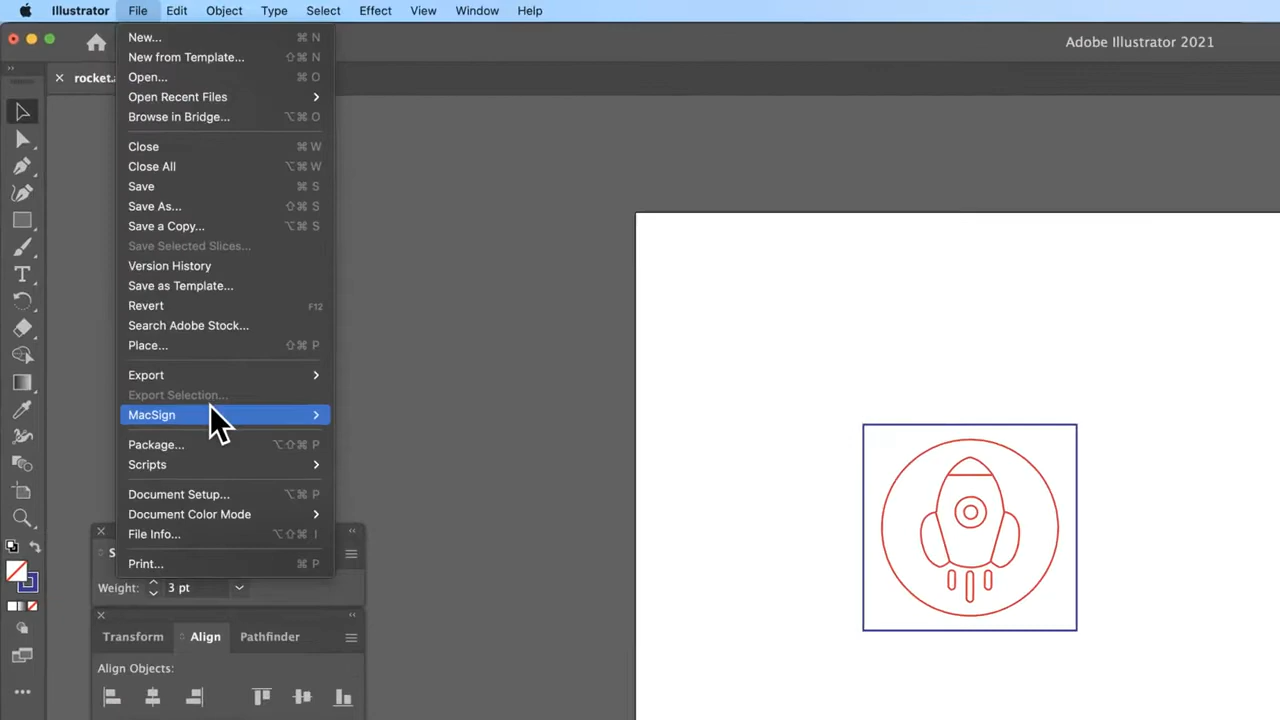 Illustrator File Edit Object Type Select Effect View Window Help
Adobe Illustrator 2021
rocket.a
New... ⌘ N
New from Template... ⇧⌘ N
Open... ⌘ O
Open Recent Files
Browse in Bridge... ⌥⌘ O
Close ⌘ W
Close All ⌥⌘ W
Save ⌘ S
Save As... ⇧⌘ S
Save a Copy... ⌥⌘ S
Save Selected Slices...
Version History
Save as Template...
Revert F12
Search Adobe Stock...
Place... ⇧⌘ P
Export
Export Selection...
MacSign
Package... ⌥⇧⌘ P
Scripts
Document Setup... ⌥⌘ P
Document Color Mode
File Info... ⌥⇧⌘ I
Print... ⌘ P
S
Weight: 3 pt
Transform Align Pathfinder
Align Objects: